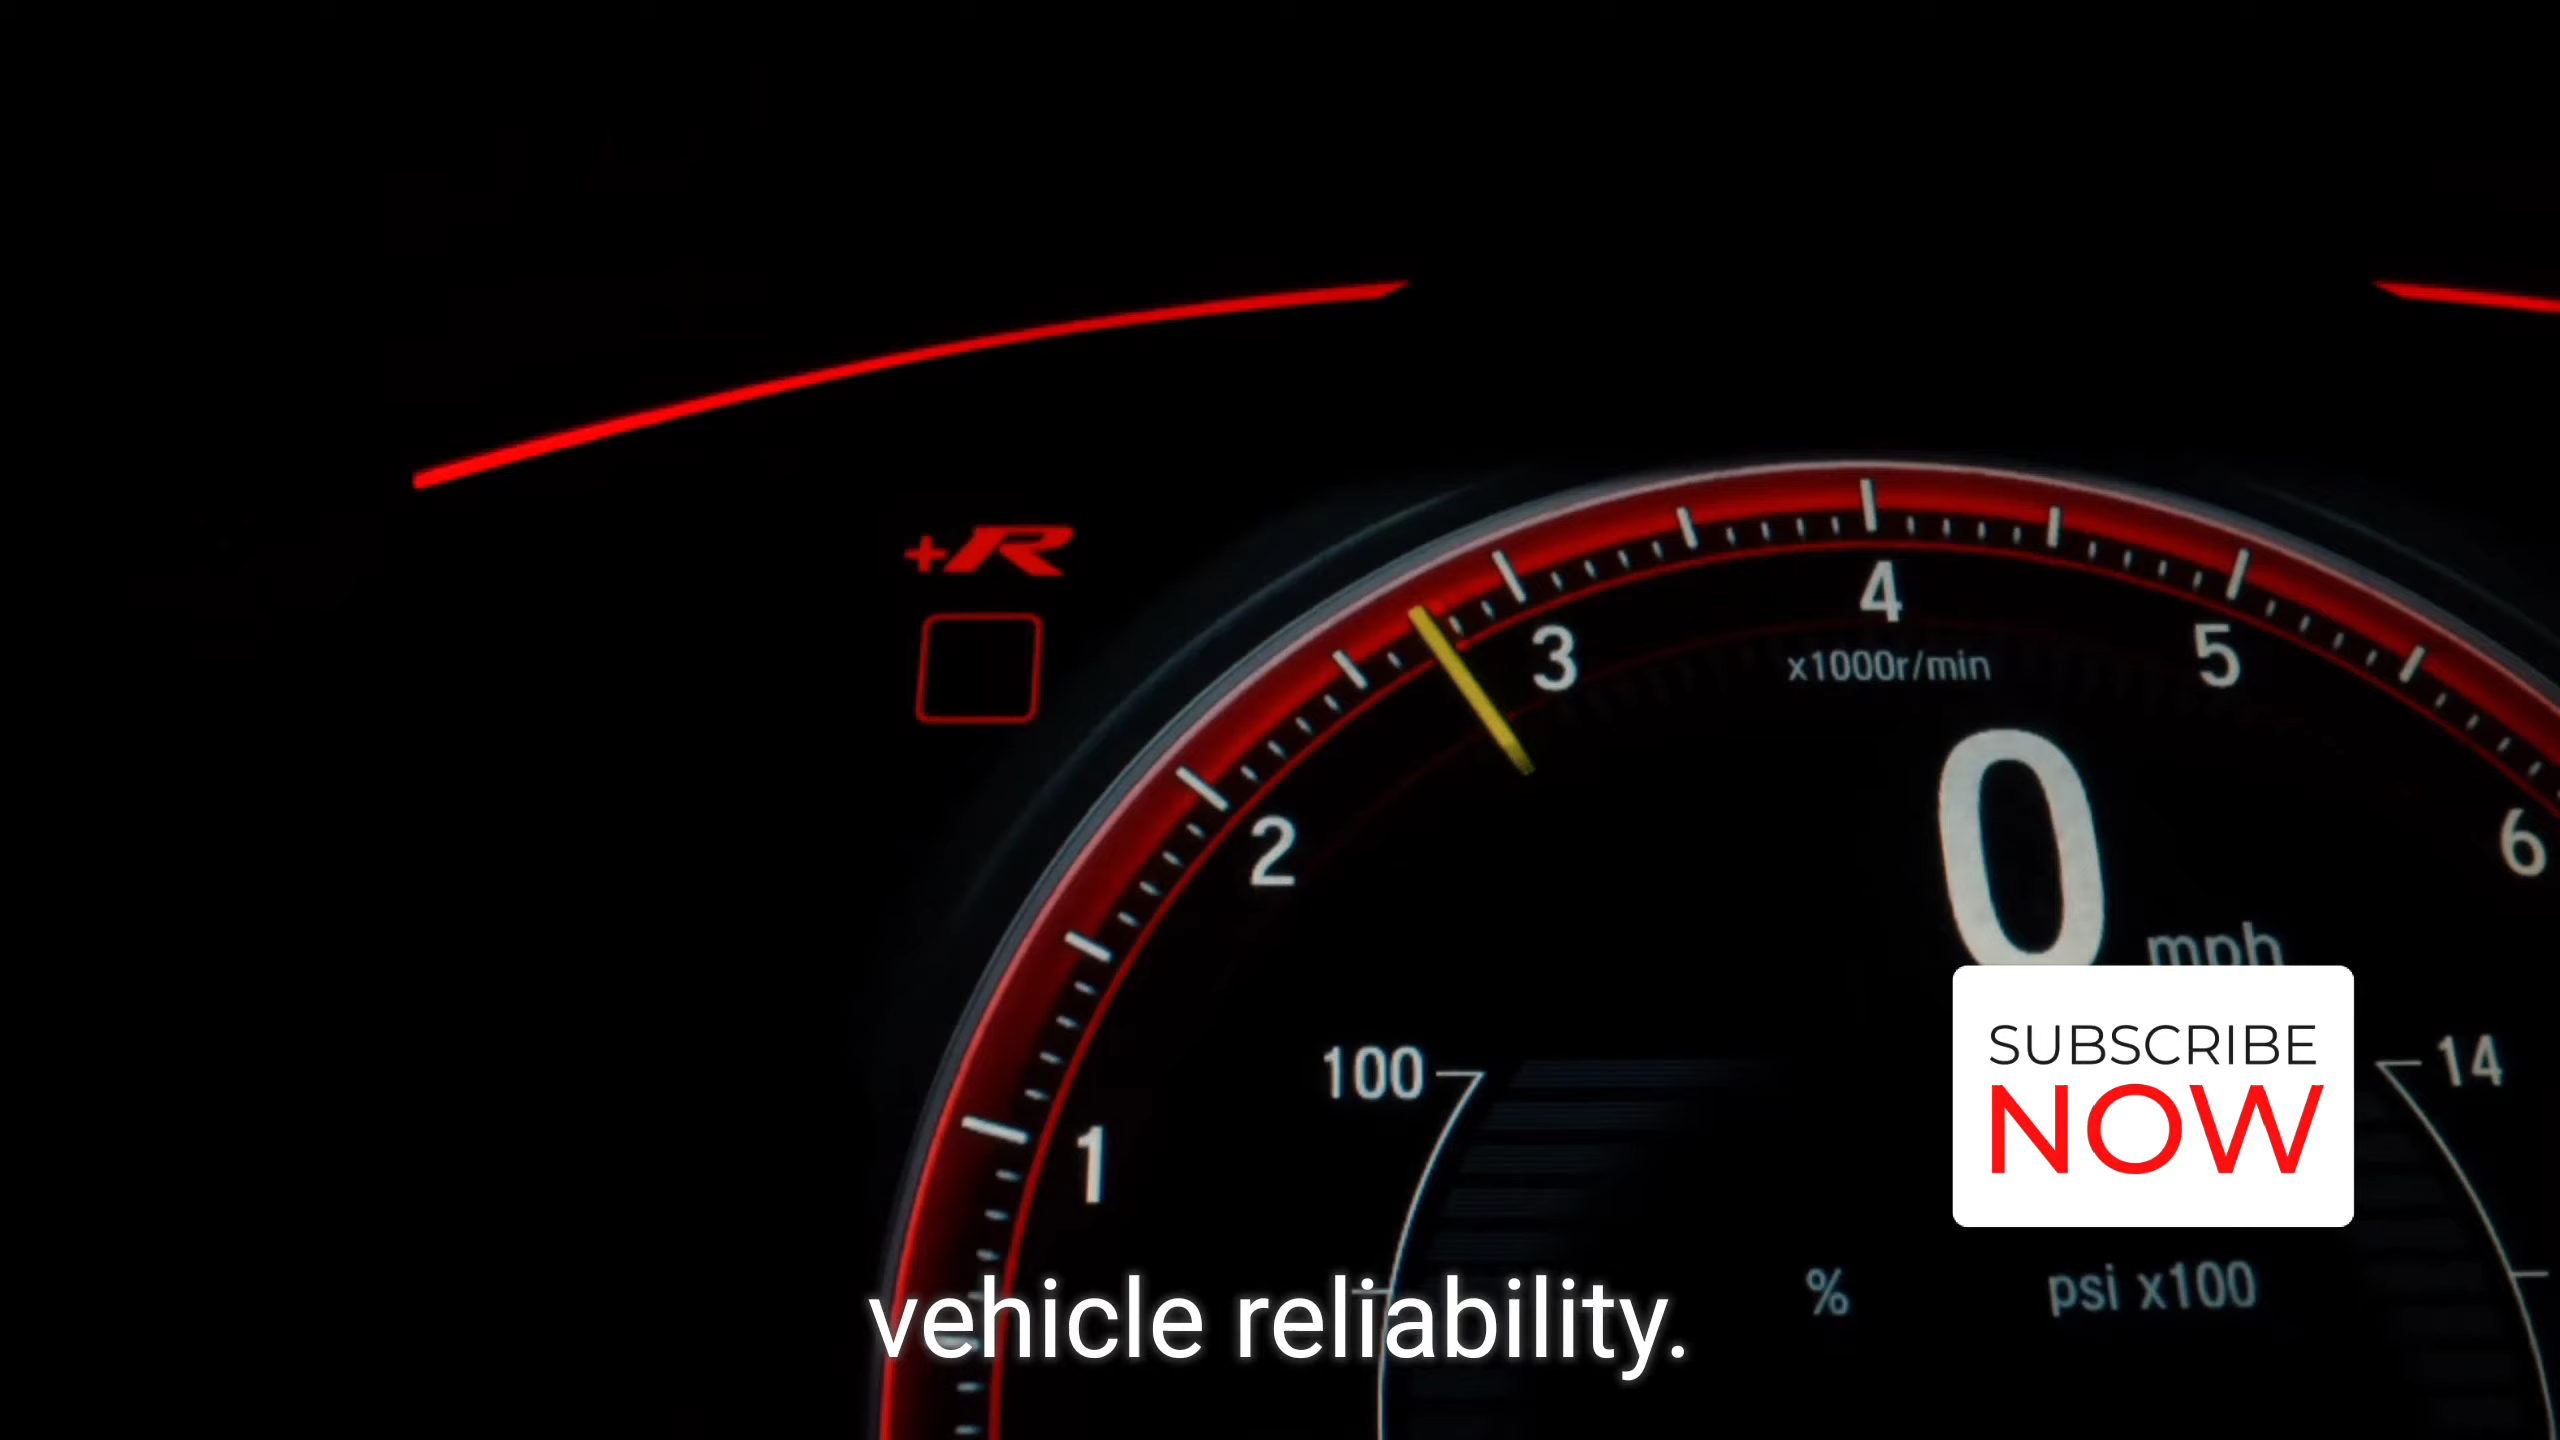 +R
4
3
5
x1000r/min
2
0
6
mph
SUBSCRIBE
NOW
100
14
1
%
psi x100
vehicle reliability.